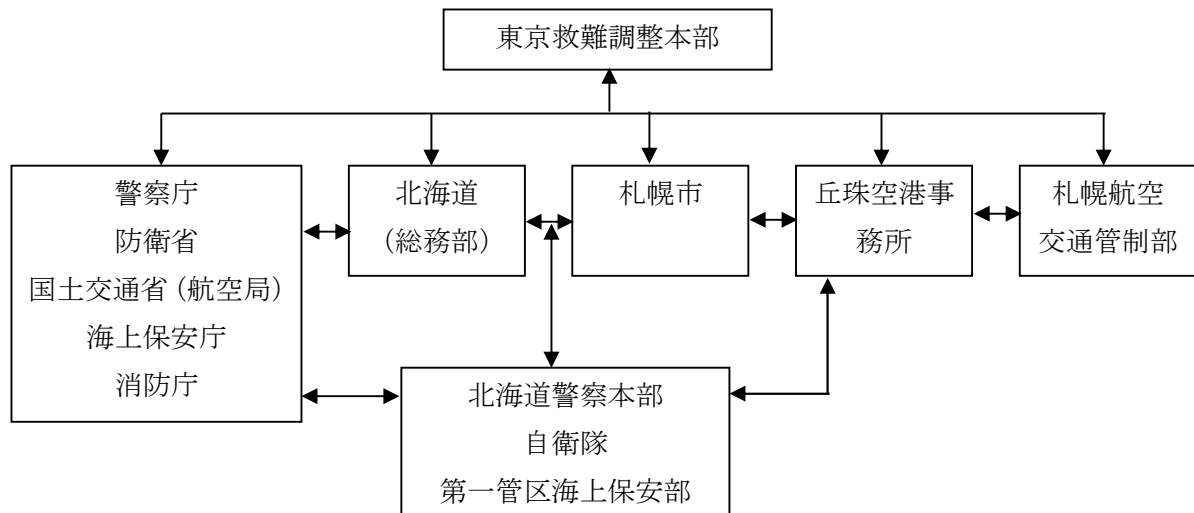 東京救難調整本部
警察庁
防衛省
国土交通省（航空局）
海上保安庁
消防庁
北海道
（総務部）
札幌市
丘珠空港事
務所
札幌航空
交通管制部
北海道警察本部
自衛隊
第一管区海上保安部